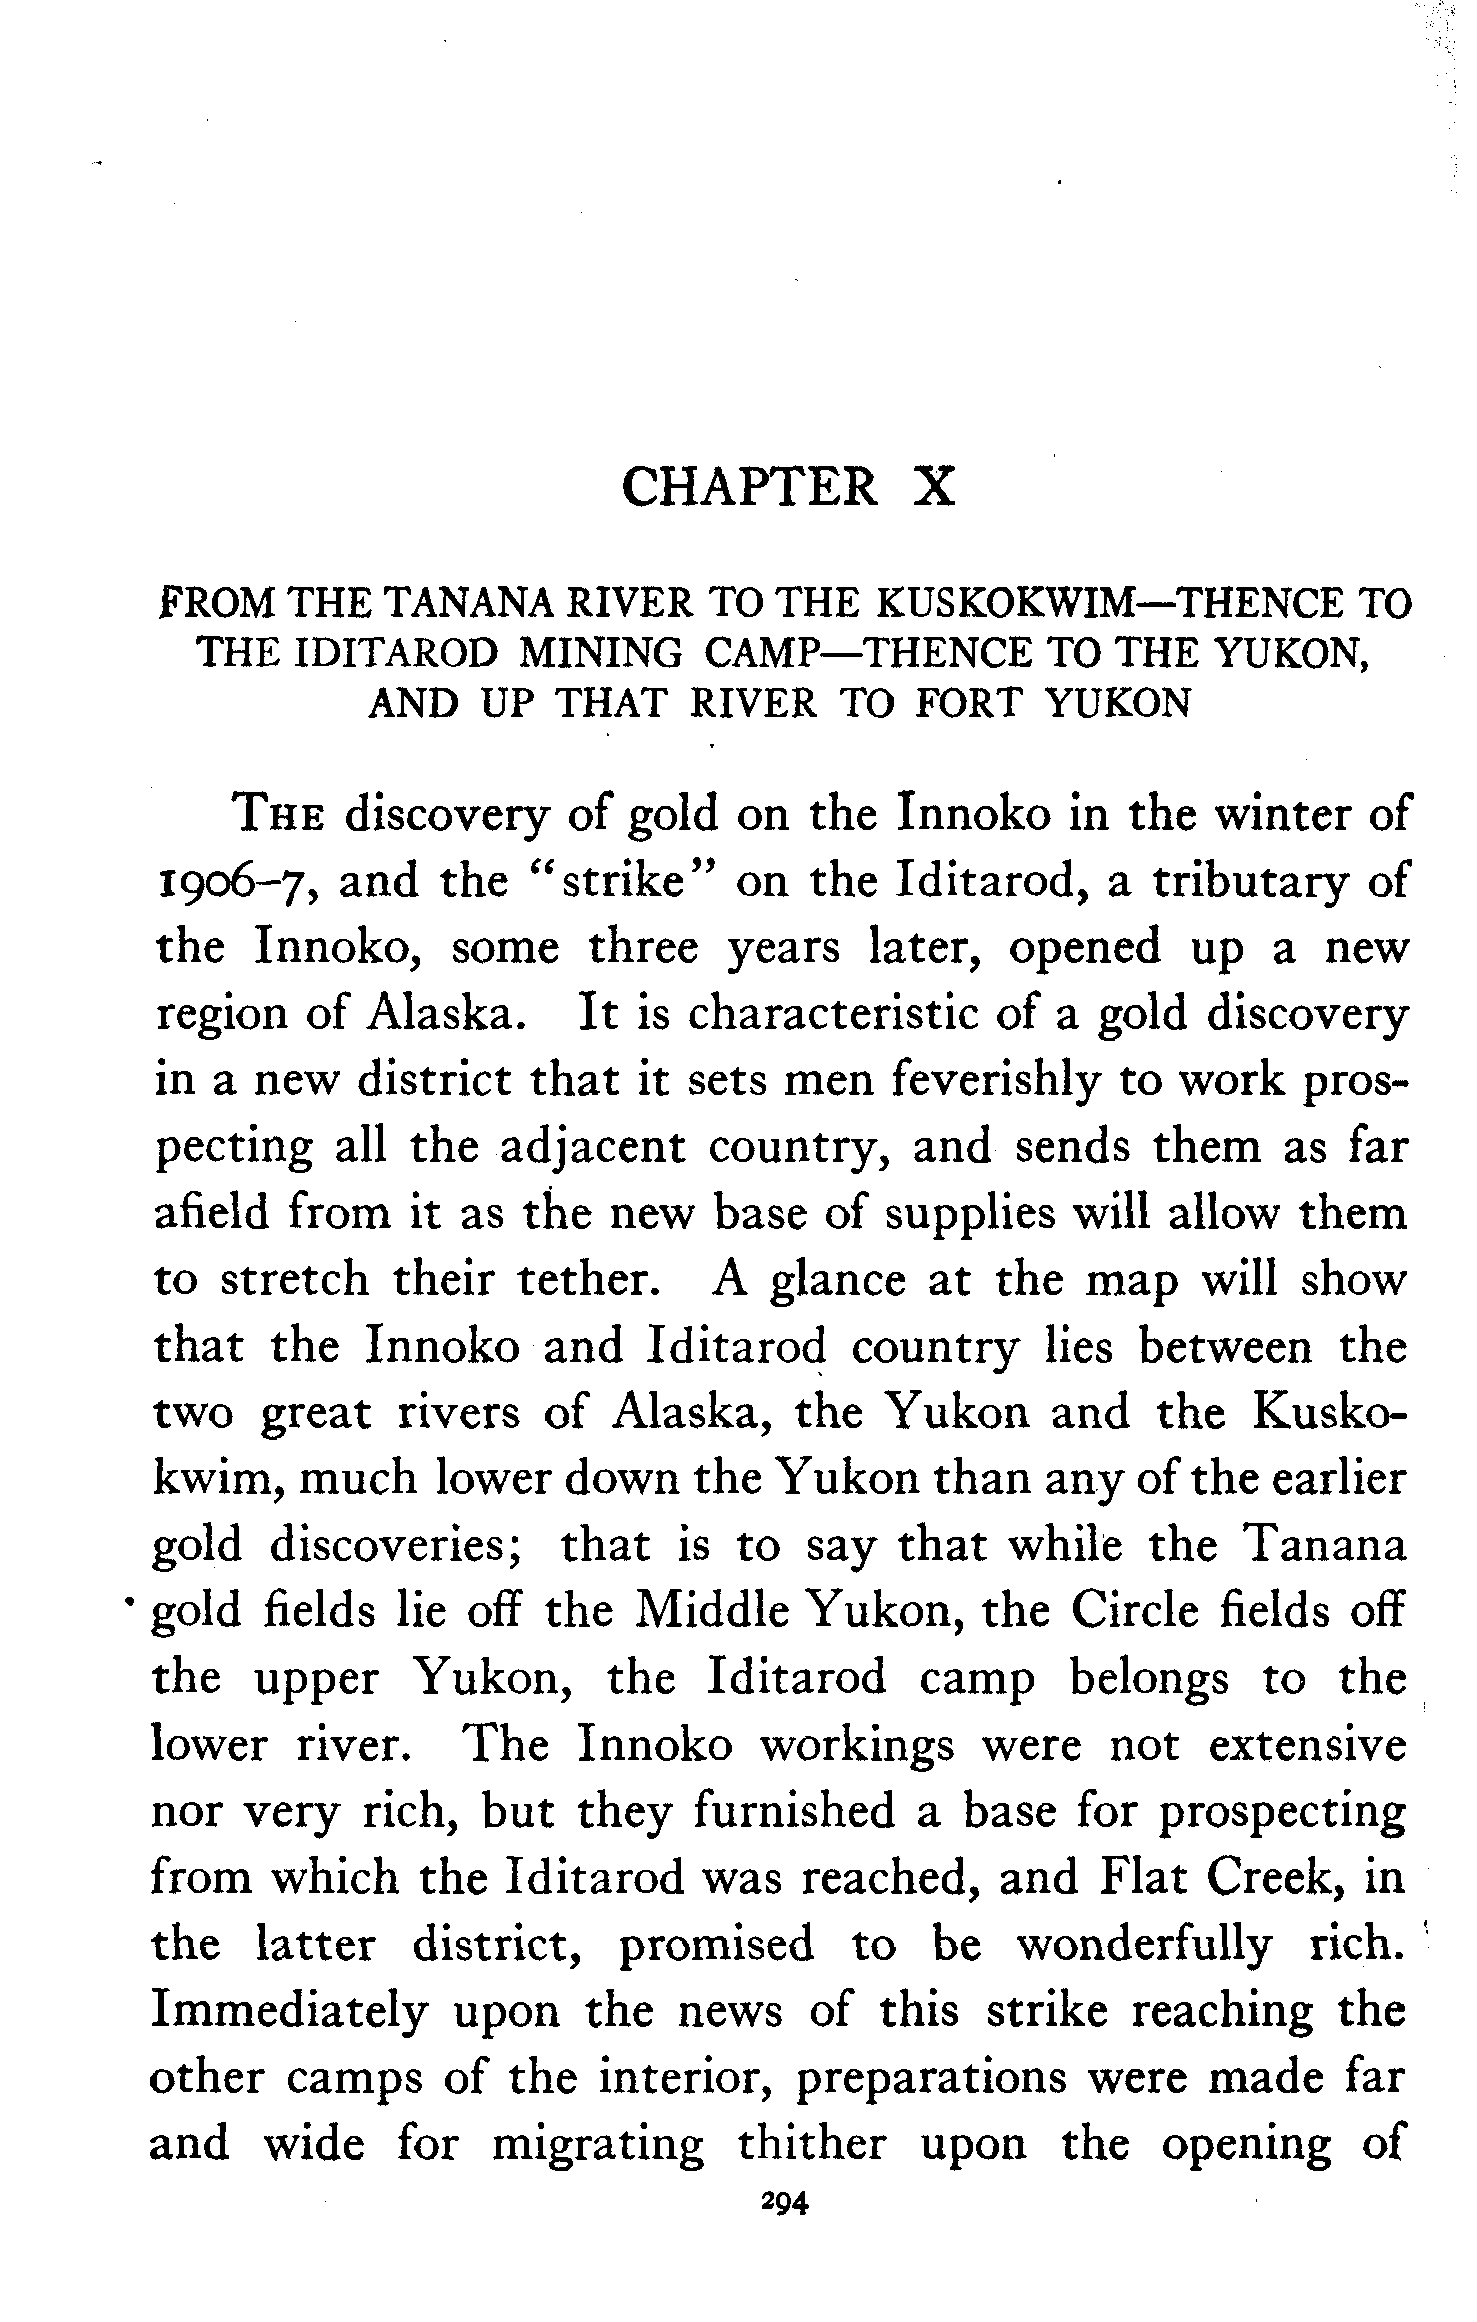 CHAPTER X
FROM THE TANANA RIVER TO THE KUSKOKWIM—THENCE TO
THE IDITAROD MINING CAMP—THENCE TO THE YUKON,
AND UP THAT RIVER TO FORT YUKON
THE discovery of gold on the Innoko in the winter of
1906–7, and the "strike" on the Iditarod, a tributary of
the Innoko, some three years later, opened up a new
region of Alaska. It is characteristic of a gold discovery
in a new district that it sets men feverishly to work pros-
pecting all the adjacent country, and sends them as far
afield from it as the new base of supplies will allow them
to stretch their tether. A glance at the map will show
that the Innoko and Iditarod country lies between the
two great rivers of Alaska, the Yukon and the Kusko-
kwim, much lower down the Yukon than any of the earlier
gold discoveries; that is to say that while the Tanana
gold fields lie off the Middle Yukon, the Circle fields off
the upper Yukon, the Iditarod camp belongs to the
lower river. The Innoko workings were not extensive
nor very rich, but they furnished a base for prospecting
from which the Iditarod was reached, and Flat Creek, in
the latter district, promised to be wonderfully rich.
Immediately upon the news of this strike reaching the
other camps of the interior, preparations were made far
and wide for migrating thither upon the opening of
294